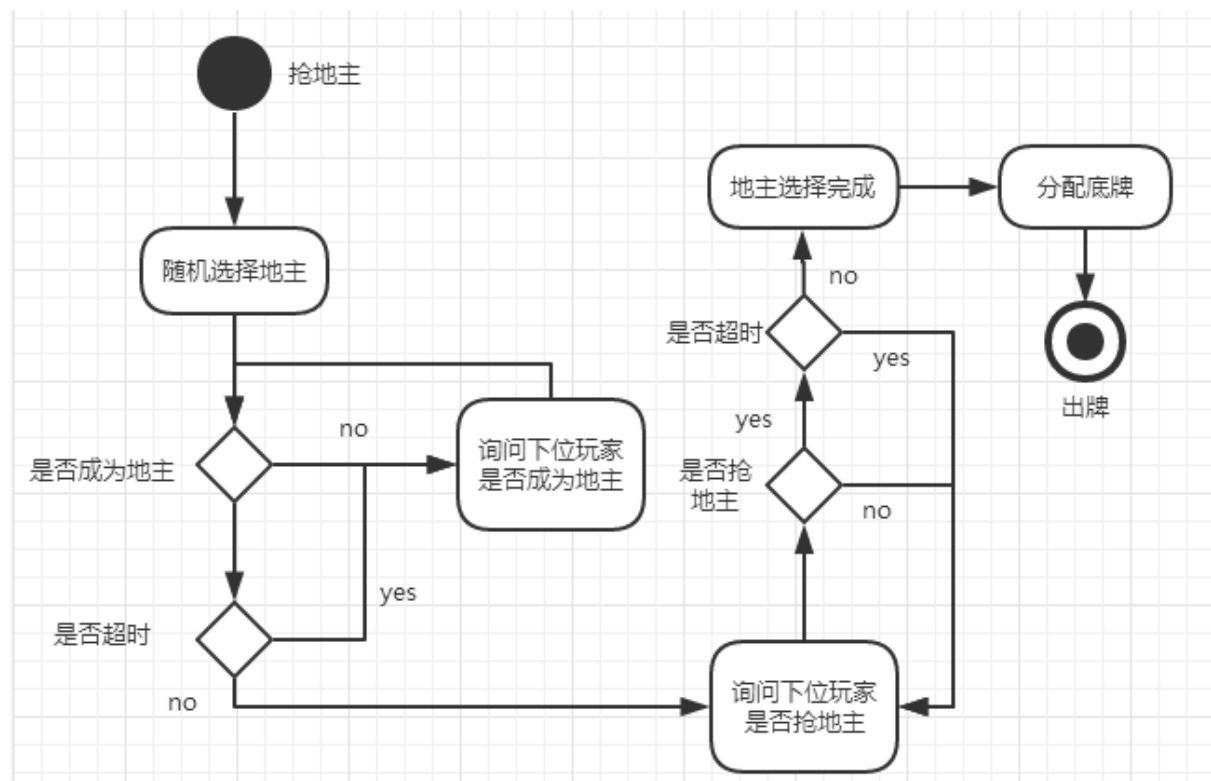 抢地主
随机选择地主
no
是否成为地主
询问下位玩家
是否成为地主
yes
是否超时
no
地主选择完成
分配底牌
no
是否超时
yes
出牌
yes
是否抢
地主
no
询问下位玩家
是否抢地主